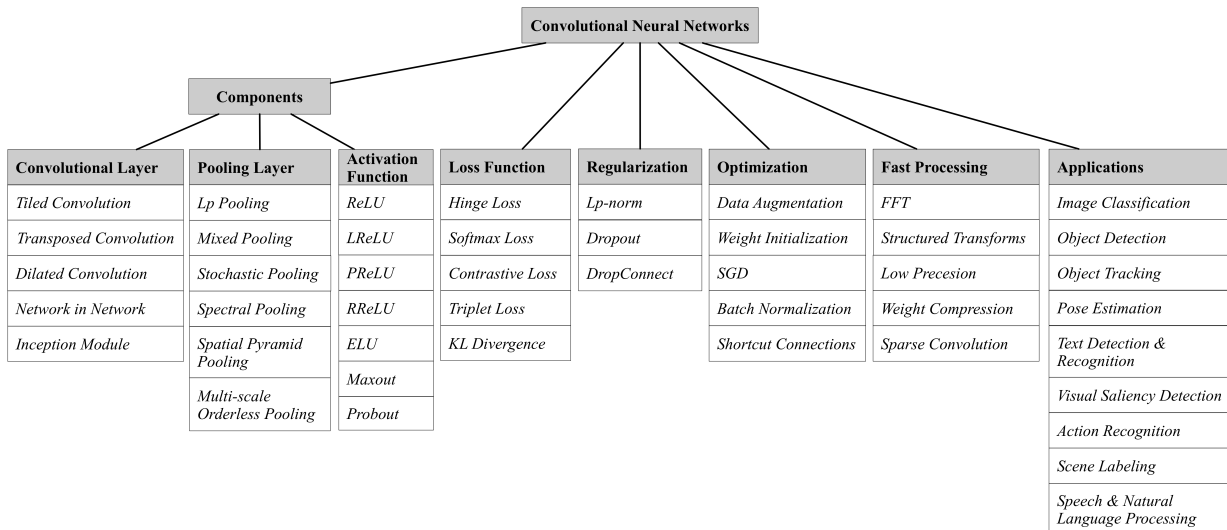 Convolutional Neural Networks
Components
Convolutional Layer
Tiled Convolution
Transposed Convolution
Dilated Convolution
Network in Network
Inception Module
Pooling Layer
Lp Pooling
Mixed Pooling
Stochastic Pooling
Spectral Pooling
Spatial Pyramid
Pooling
Multi-scale
Orderless Pooling
Activation
Function
ReLU
LReLU
PReLU
RReLU
ELU
Maxout
Probout
Loss Function
Hinge Loss
Softmax Loss
Contrastive Loss
Triplet Loss
KL Divergence
Regularization
Lp-norm
Dropout
DropConnect
Optimization
Data Augmentation
Weight Initialization
SGD
Batch Normalization
Shortcut Connections
Fast Processing
FFT
Structured Transforms
Low Precesion
Weight Compression
Sparse Convolution
Applications
Image Classification
Object Detection
Object Tracking
Pose Estimation
Text Detection &
Recognition
Visual Saliency Detection
Action Recognition
Scene Labeling
Speech & Natural
Language Processing